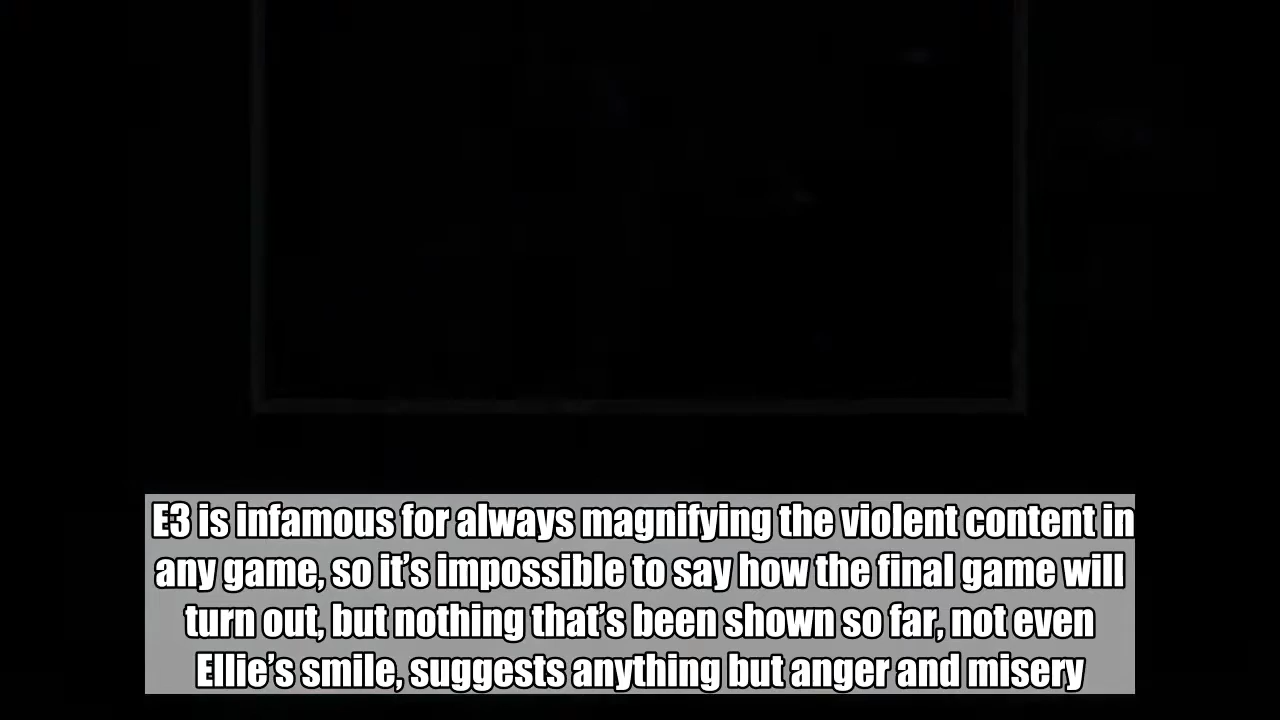 E3 is infamous for always magnifying the violent content in
any game, so it’s impossible to say how the final game will
turn out, but nothing that’s been shown so far, not even
Ellie’s smile, suggests anything but anger and misery